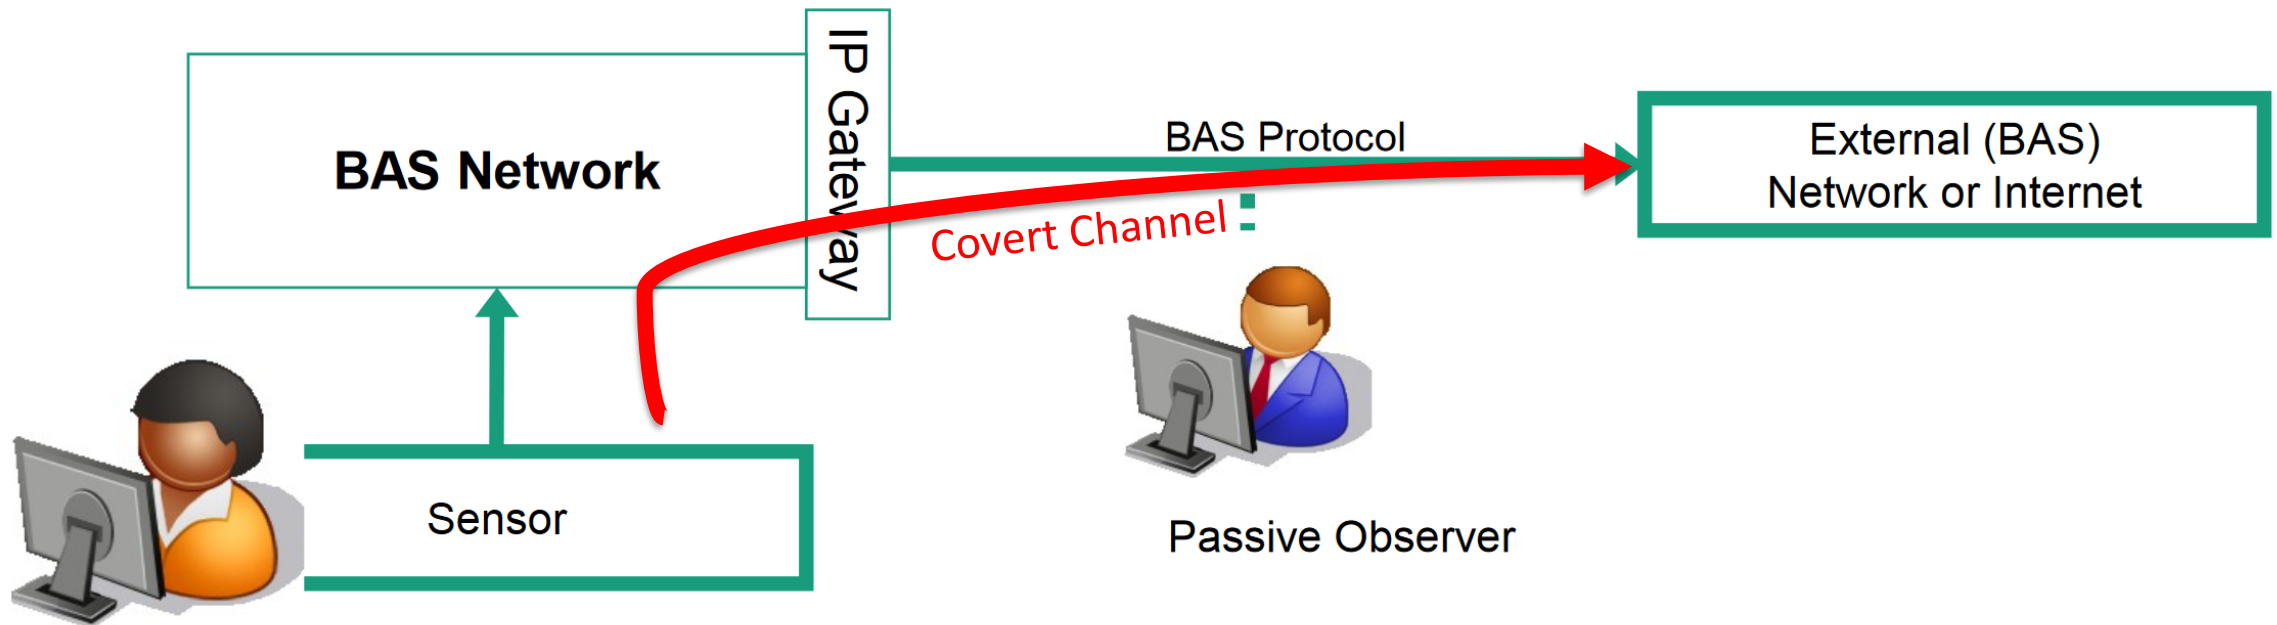 IP Gateway
BAS Network
BAS Protocol
External (BAS)
Network or Internet
Covert Channel
Sensor
Passive Observer